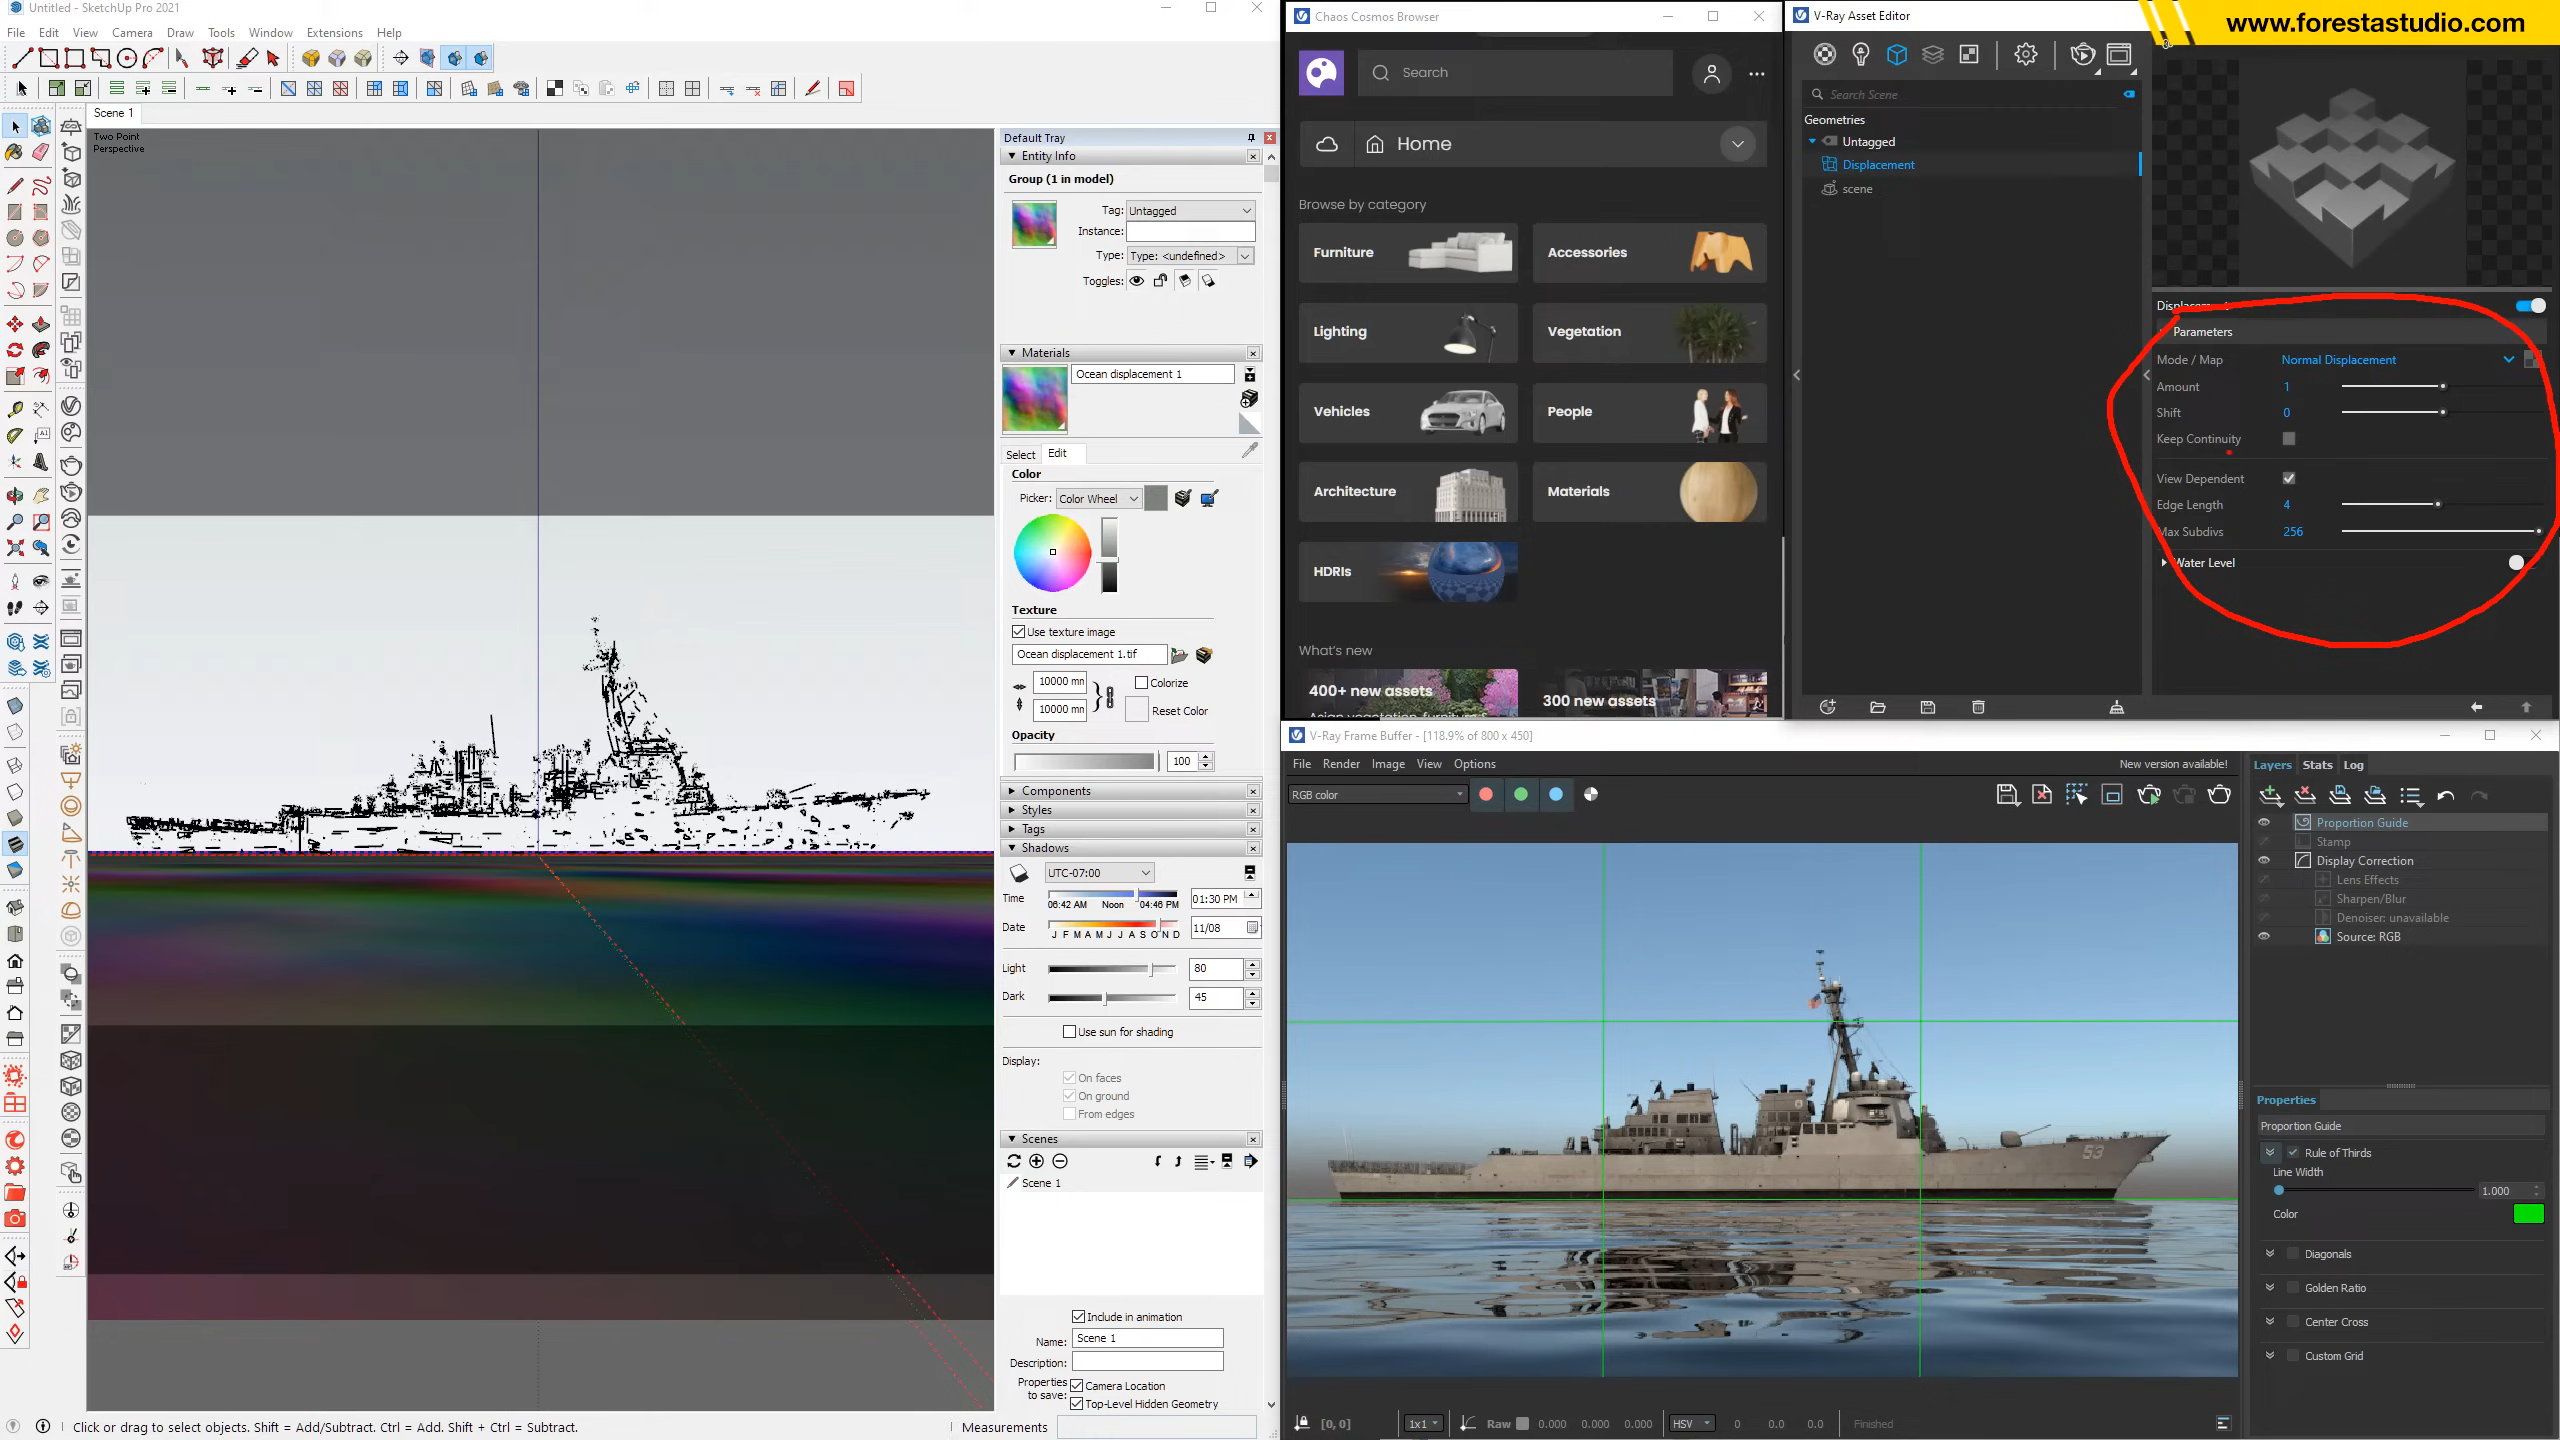 Untitled - SketchUp Pro 2021
File Edit View Camera Draw Tools Window Extensions Help
Scene 1
Two Point
Perspective
Default Tray
Entity Info
Group (1 in model)
Tag: Untagged
Instance:
Type: Type: <undefined>
Toggles:
Materials
Ocean displacement 1
Select Edit
Color
Picker: Color Wheel
Texture
Use texture image
Ocean displacement 1.tif
10000 mm Colorize
10000 mm Reset Color
Opacity
100
Components
Styles
Tags
Shadows
UTC-07:00
Time 01:30 PM
06:42 AM Noon 04:46 PM
Date 11/08
J F M A M J J A S O N D
Light 80
Dark 45
Use sun for shading
Display:
On faces
On ground
From edges
Scenes
Scene 1
Include in animation
Name: Scene 1
Description:
Properties to save: Camera Location
Top-Level Hidden Geometry
Click or drag to select objects. Shift = Add/Subtract. Ctrl = Add. Shift + Ctrl = Subtract.
Measurements
Chaos Cosmos Browser
Search
Home
Browse by category
Furniture Accessories
Lighting Vegetation
Vehicles People
Architecture Materials
HDRIs
What's new
400+ new assets 300 new assets
V-Ray Asset Editor
www.forestastudio.com
Search Scene
Geometries
Untagged
Displacement
scene
Parameters
Mode / Map Normal Displacement
Amount 1
Shift 0
Keep Continuity
View Dependent
Edge Length 4
Max Subdivs 256
Water Level
V-Ray Frame Buffer - [118.9% of 800 x 450]
File Render Image View Options New version available!
RGB color
53
[0, 0] 1x1 Raw 0.000 0.000 0.000 HSV 0 0.0 0.0 Finished
Layers Stats Log
Proportion Guide
Stamp
Display Correction
Lens Effects
Sharpen/Blur
Denoiser: unavailable
Source: RGB
Properties
Proportion Guide
Rule of Thirds
Line Width
1.000
Color
Diagonals
Golden Ratio
Center Cross
Custom Grid